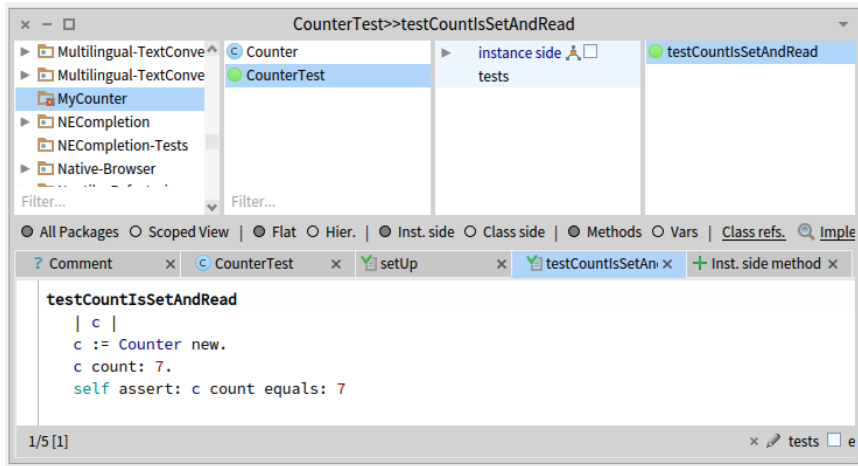 CounterTest>>testCountIsSetAndRead
Multilingual-TextConve
Multilingual-TextConve
MyCounter
NECompletion
NECompletion-Tests
Native-Browser
Filter...
Counter
CounterTest
Filter...
instance side
tests
testCountIsSetAndRead
All Packages Scoped View | Flat Hier. | Inst. side Class side | Methods Vars | Class refs. Imple
? Comment × CounterTest × setUp × testCountIsSetAn × Inst. side method ×
testCountIsSetAndRead
| c |
c := Counter new.
c count: 7.
self assert: c count equals: 7
1/5 [1] × tests e